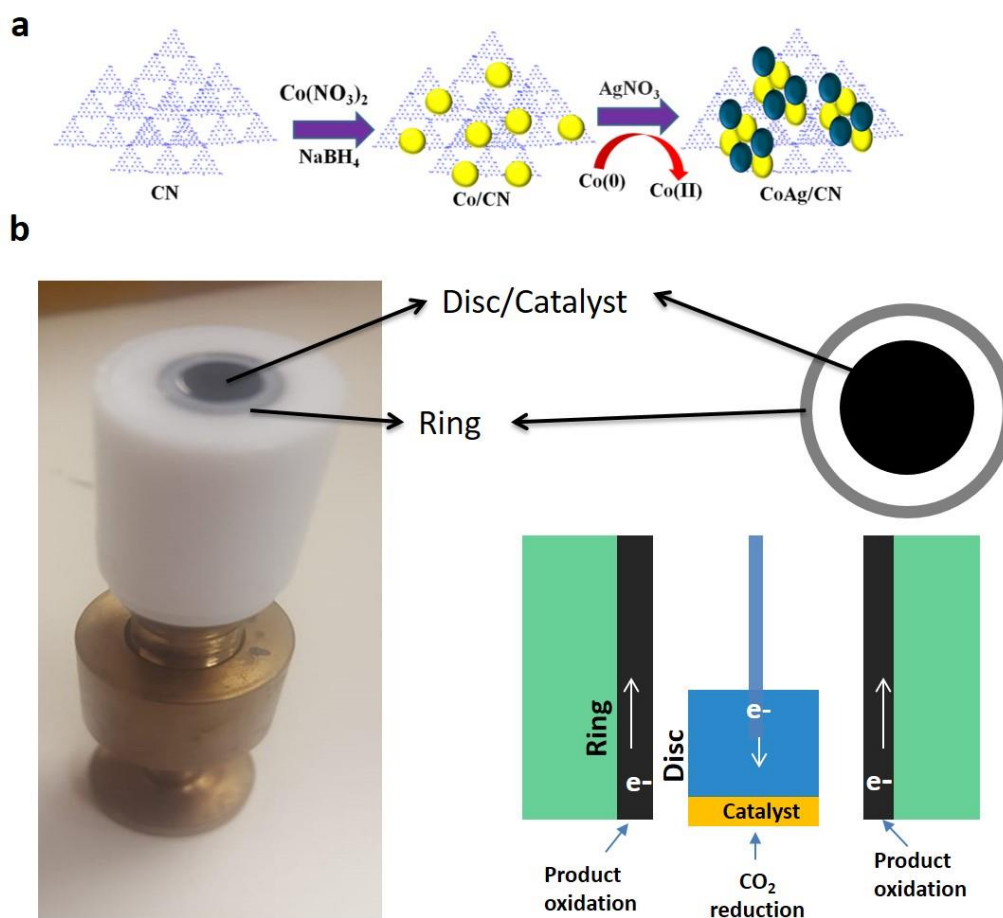 a
Co(NO₃)₂
NaBH₄
CN
Co/CN
AgNO₃
Co(0)
Co(II)
CoAg/CN
b
Disc/Catalyst
Ring
Ring
e-
Disc
e-
Catalyst
e-
Product
oxidation
CO₂
reduction
Product
oxidation